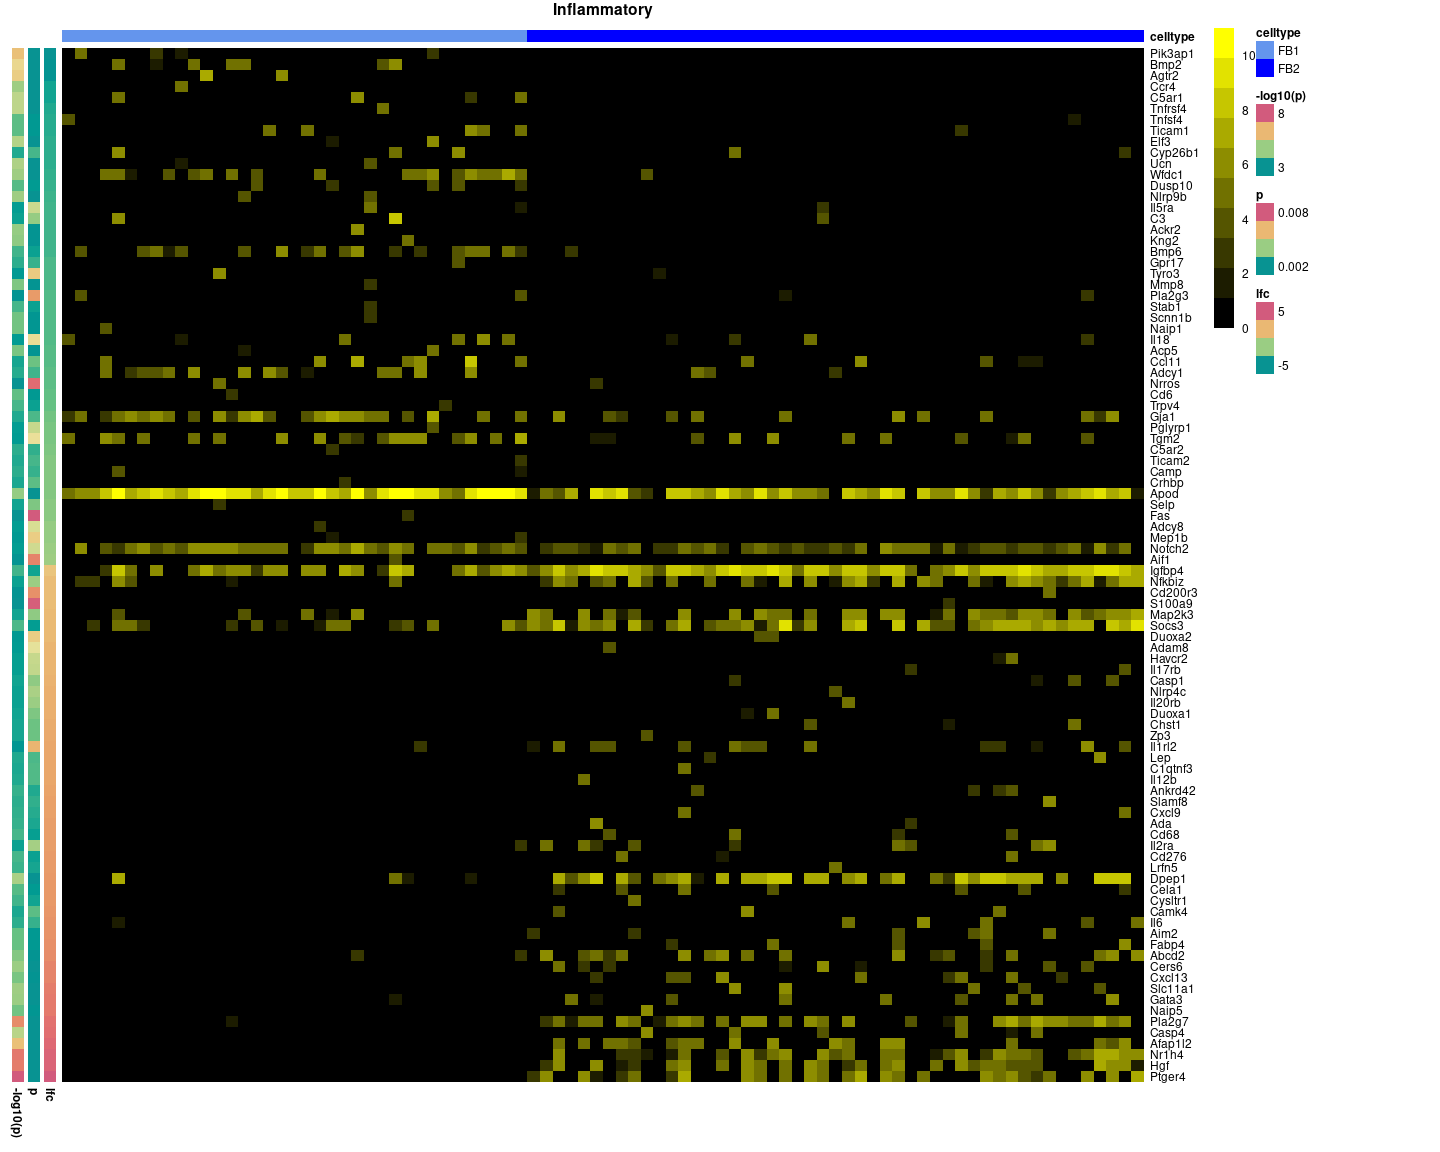 Inflammatory
celltype
Pik3ap1
Bmp2
Agtr2
Ccr4
C5ar1
Tnfrsf4
Tnfsf4
Ticam1
Elf3
Cyp26b1
Ucn
Wfdc1
Dusp10
Nlrp9b
Il5ra
C3
Ackr2
Kng2
Bmp6
Gpr17
Tyro3
Mmp8
Pla2g3
Stab1
Scnn1b
Naip1
Il18
Acp5
Ccl11
Adcy1
Nrros
Cd6
Trpv4
Gja1
Pglyrp1
Tgm2
C5ar2
Ticam2
Camp
Crhbp
Apod
Selp
Fas
Adcy8
Mep1b
Notch2
Aif1
Igfbp4
Nfkbiz
Cd200r3
S100a9
Map2k3
Socs3
Duoxa2
Adam8
Havcr2
Il17rb
Casp1
Nlrp4c
Il20rb
Duoxa1
Chst1
Zp3
Il1rl2
Lep
C1qtnf3
Il12b
Ankrd42
Slamf8
Cxcl9
Ada
Cd68
Il2ra
Cd276
Lrfn5
Dpep1
Cela1
Cysltr1
Camk4
Il6
Aim2
Fabp4
Abcd2
Cers6
Cxcl13
Slc11a1
Gata3
Naip5
Pla2g7
Casp4
Afap1l2
Nr1h4
Hgf
Ptger4
10
8
6
4
2
0
celltype
FB1
FB2
-log10(p)
8
3
p
0.008
0.002
lfc
5
-5
-log10(p)
p
lfc